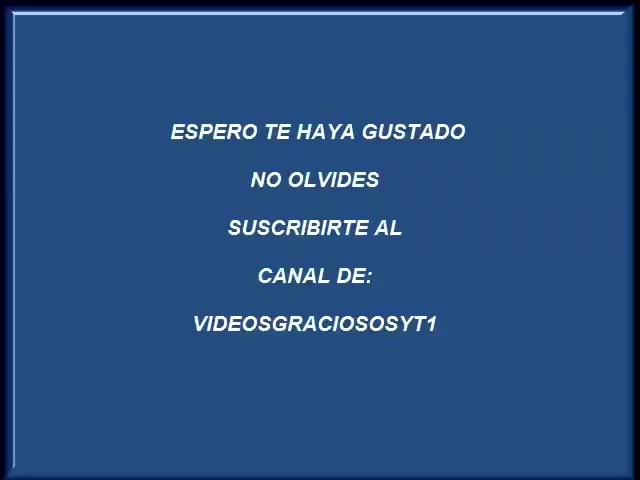 ESPERO TE HAYA GUSTADO
NO OLVIDES
SUSCRIBIRTE AL
CANAL DE:
VIDEOSGRACIOSOSYT1